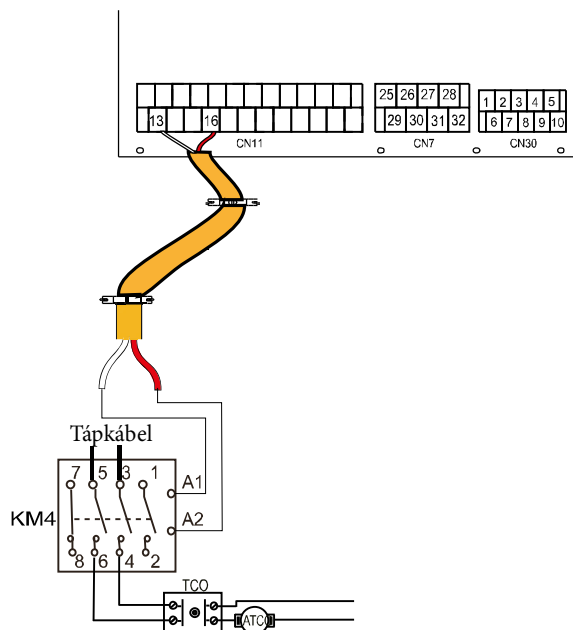 25 26 27 28
1 2 3 4 5
13 16
29 30 31 32
6 7 8 9 10
CN11 CN7 CN30
Tápkábel
7 5 3 1
A1
KM4
A2
8 6 4 2
TCO
ATCO